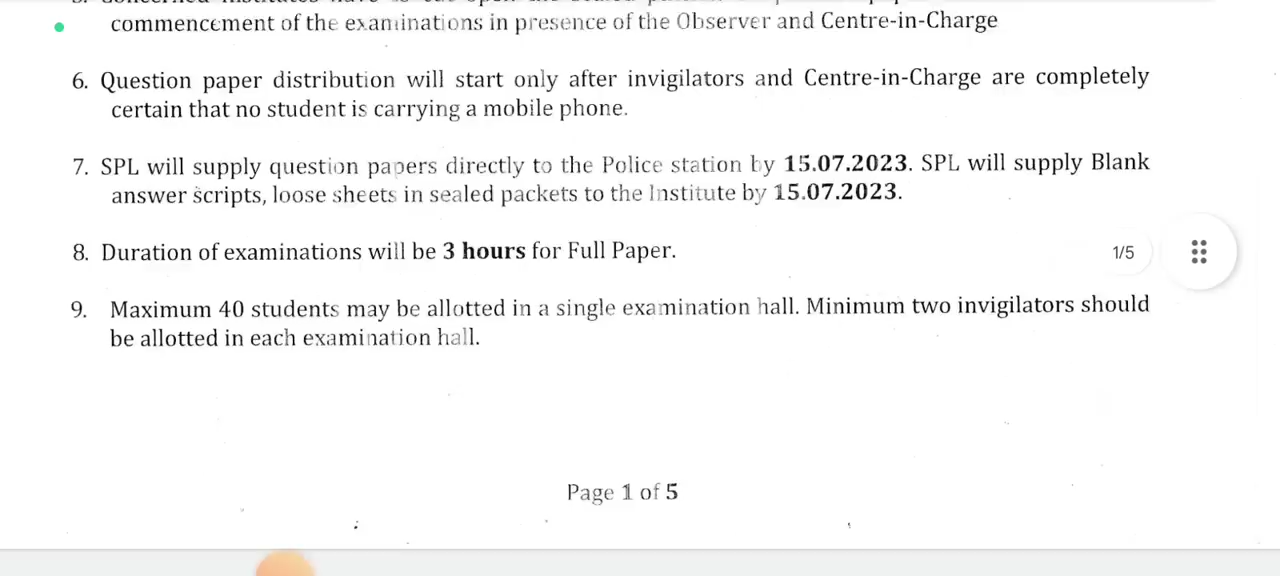 commencement of the examinations in presence of the Observer and Centre-in-Charge
6. Question paper distribution will start only after invigilators and Centre-in-Charge are completely
certain that no student is carrying a mobile phone.
7. SPL will supply question papers directly to the Police station by 15.07.2023. SPL will supply Blank
answer scripts, loose sheets in sealed packets to the Institute by 15.07.2023.
8. Duration of examinations will be 3 hours for Full Paper.
1/5
9. Maximum 40 students may be allotted in a single examination hall. Minimum two invigilators should
be allotted in each examination hall.
Page 1 of 5